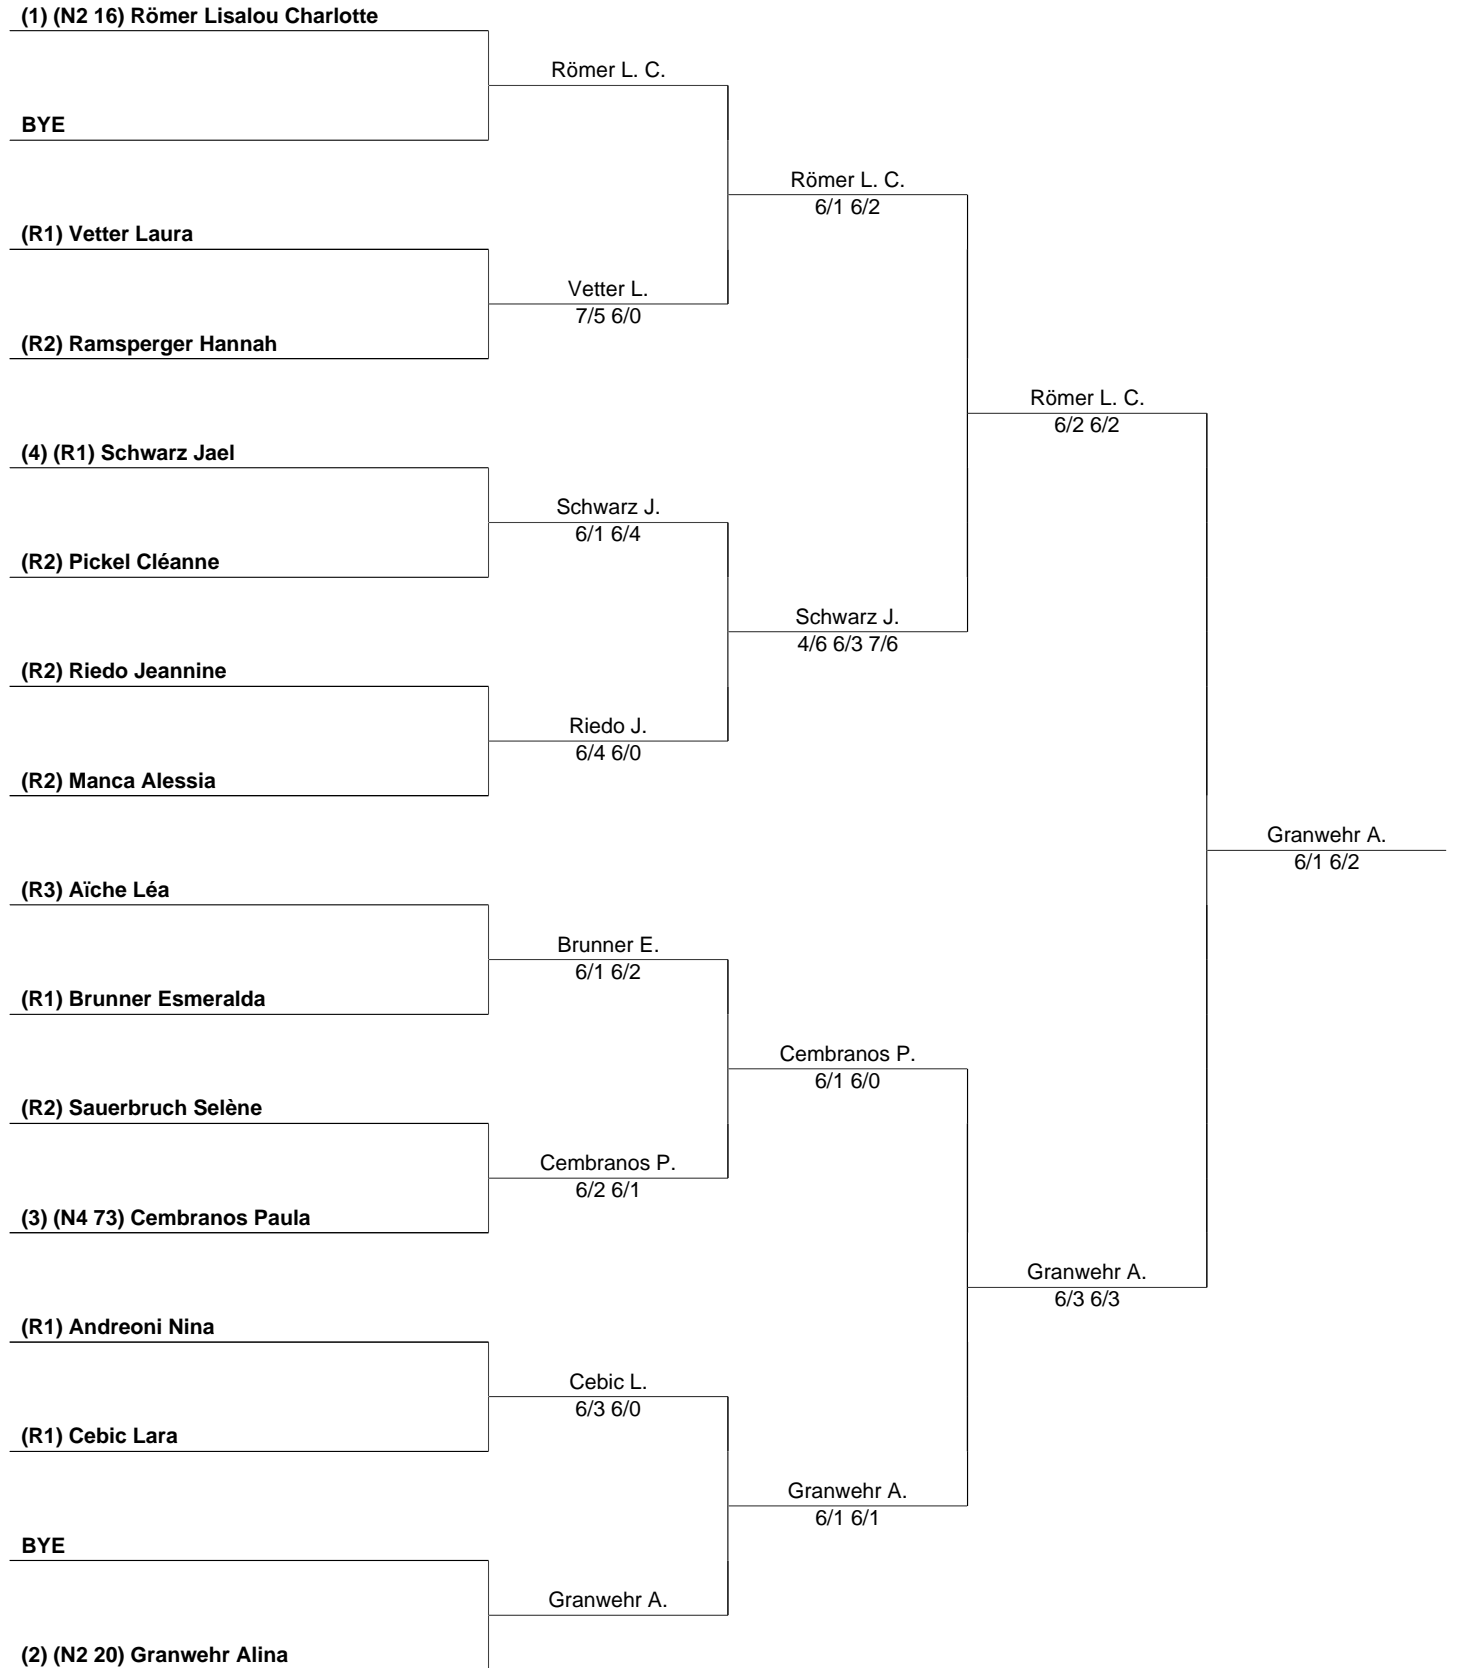 (1) (N2 16) Römer Lisalou Charlotte
Römer L. C.
BYE
Römer L. C.
6/1 6/2
(R1) Vetter Laura
Vetter L.
7/5 6/0
(R2) Ramsperger Hannah
Römer L. C.
6/2 6/2
(4) (R1) Schwarz Jael
Schwarz J.
6/1 6/4
(R2) Pickel Cléanne
Schwarz J.
4/6 6/3 7/6
(R2) Riedo Jeannine
Riedo J.
6/4 6/0
(R2) Manca Alessia
Granwehr A.
6/1 6/2
(R3) Aïche Léa
Brunner E.
6/1 6/2
(R1) Brunner Esmeralda
Cembranos P.
6/1 6/0
(R2) Sauerbruch Selène
Cembranos P.
6/2 6/1
(3) (N4 73) Cembranos Paula
Granwehr A.
6/3 6/3
(R1) Andreoni Nina
Cebic L.
6/3 6/0
(R1) Cebic Lara
Granwehr A.
6/1 6/1
BYE
Granwehr A.
(2) (N2 20) Granwehr Alina